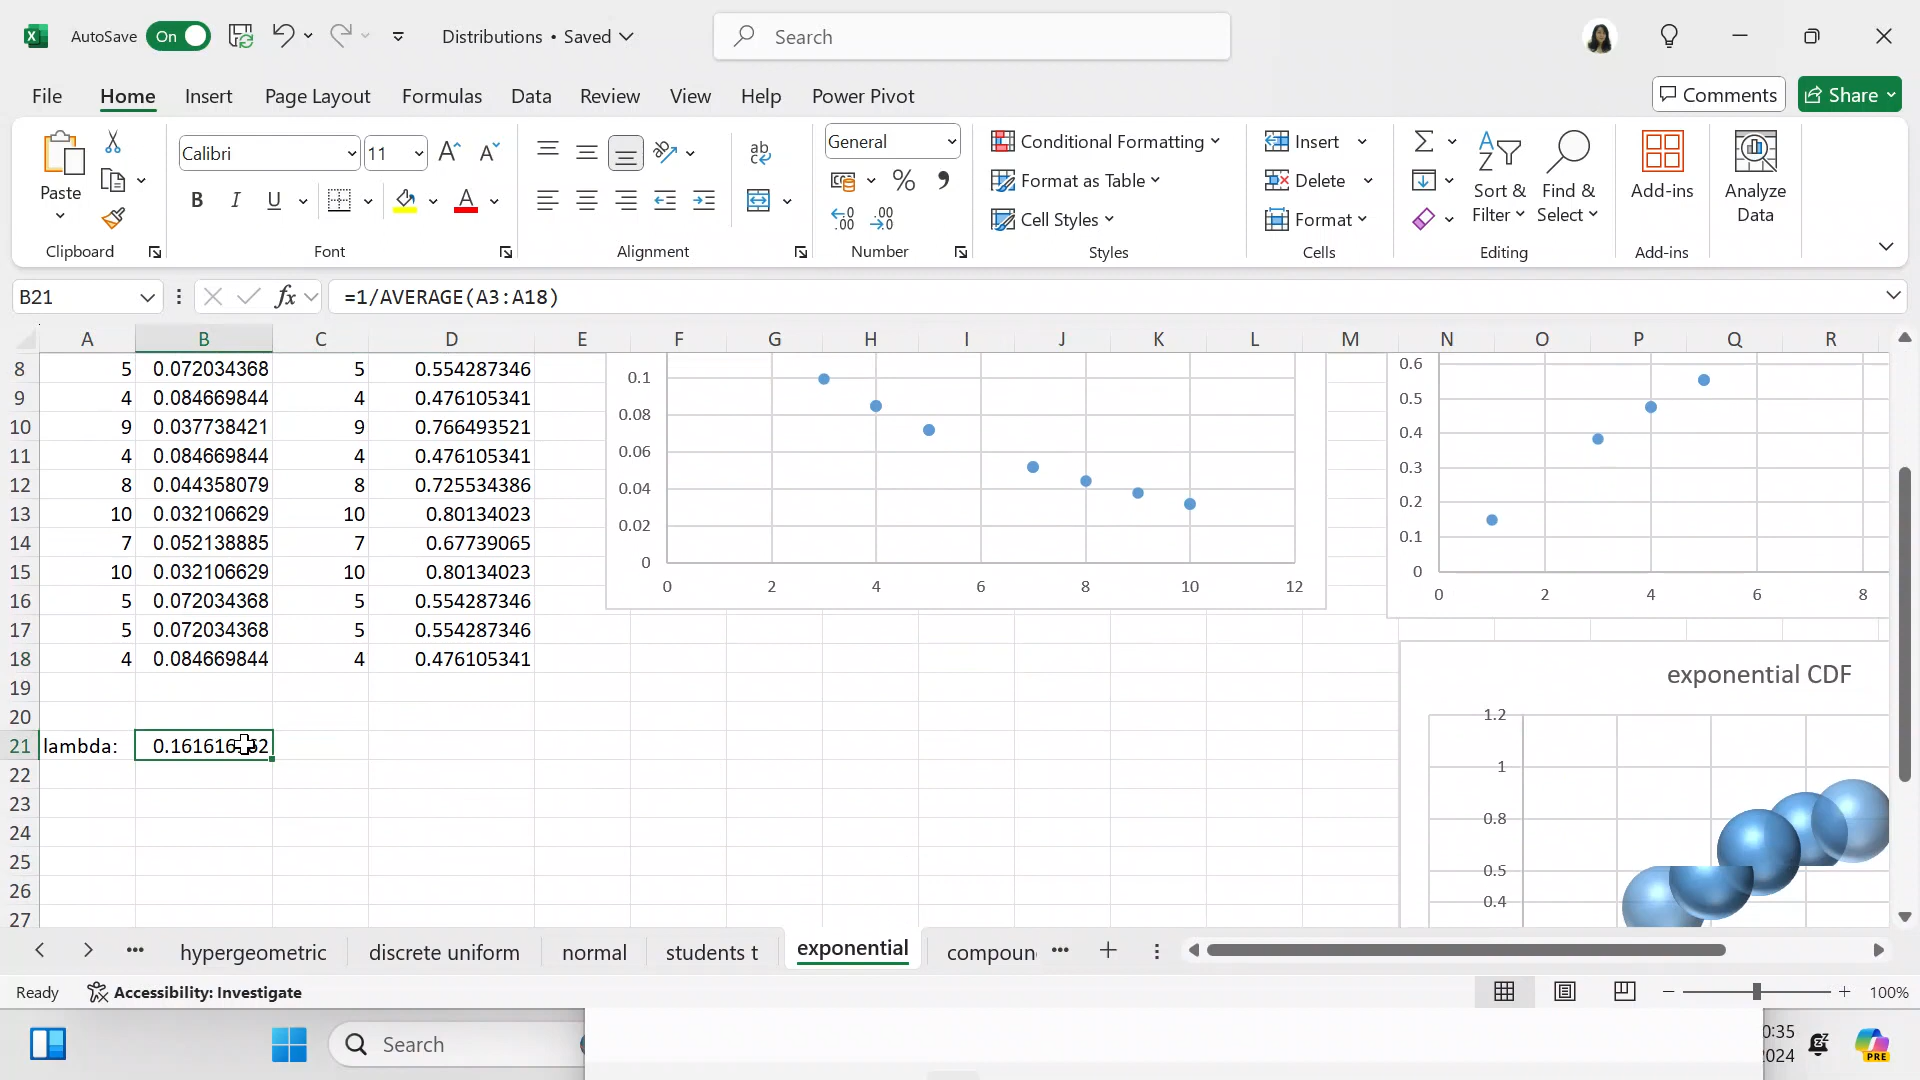 AutoSave On Distributions • Saved Search
File Home Insert Page Layout Formulas Data Review View Help Power Pivot Comments Share
Paste Calibri 11 General Conditional Formatting Insert
B I U A ab % Format as Table Delete Sort & Filter Find & Select Add-ins Analyze Data
Cell Styles Format
Clipboard Font Alignment Number Styles Cells Editing Add-ins
B21 fx =1/AVERAGE(A3:A18)
A B C D E F G H I J K L M N O P Q R
8 5 0.072034368 5 0.554287346
9 4 0.084669844 4 0.476105341
10 9 0.037738421 9 0.766493521
11 4 0.084669844 4 0.476105341
12 8 0.044358079 8 0.725534386
13 10 0.032106629 10 0.80134023
14 7 0.052138885 7 0.67739065
15 10 0.032106629 10 0.80134023
16 5 0.072034368 5 0.554287346
17 5 0.072034368 5 0.554287346
18 4 0.084669844 4 0.476105341
19
20
21 lambda:
22
23
24
25
26
27
0.1
0.08
0.06
0.04
0.02
0
0 2 4 6 8 10 12
0.6
0.5
0.4
0.3
0.2
0.1
0
0 2 4 6 8
exponential CDF
1.2
1
0.8
0.5
0.4
hypergeometric discrete uniform normal students t exponential compoun
Ready Accessibility: Investigate 100%
Search
0:35
2024
PRE